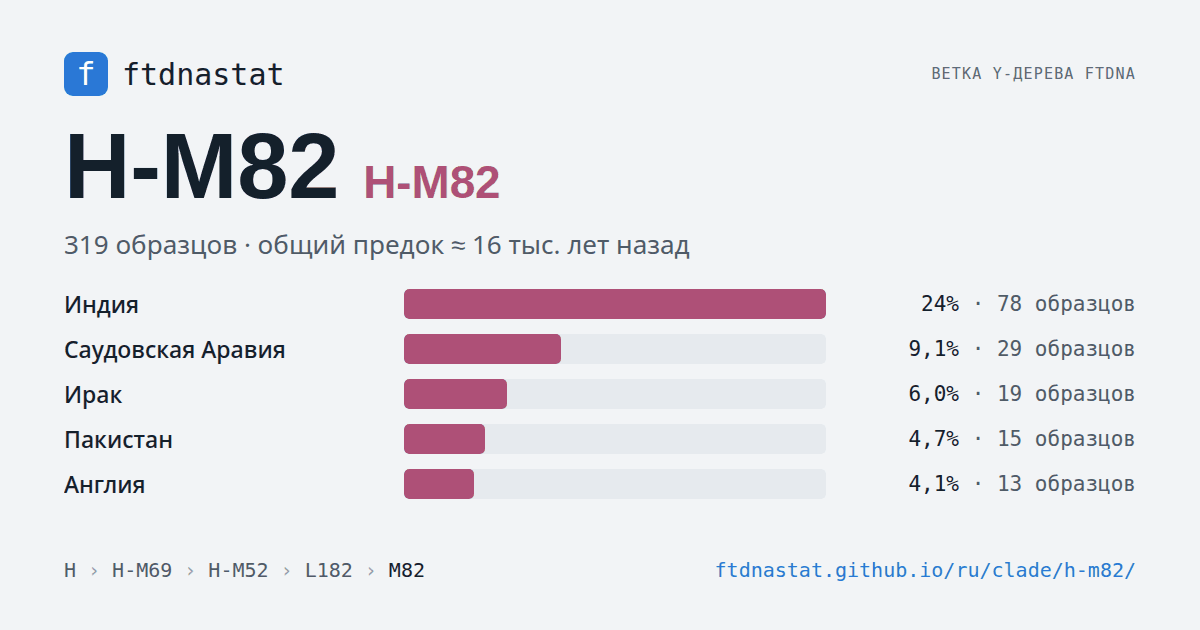 f ftdnastat
ВЕТКА Y-ДЕРЕВА FTDNA
H-M82 H-M82
319 образцов · общий предок ≈ 16 тыс. лет назад
Индия 24% · 78 образцов
Саудовская Аравия 9,1% · 29 образцов
Ирак 6,0% · 19 образцов
Пакистан 4,7% · 15 образцов
Англия 4,1% · 13 образцов
H › H-M69 › H-M52 › L182 › M82
ftdnastat.github.io/ru/clade/h-m82/